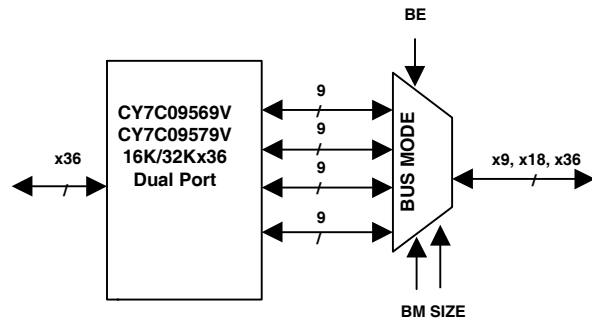 BE
CY7C09569V
CY7C09579V
16K/32Kx36
Dual Port
x36
9
9
9
9
BUS MODE
x9, x18, x36
BM SIZE